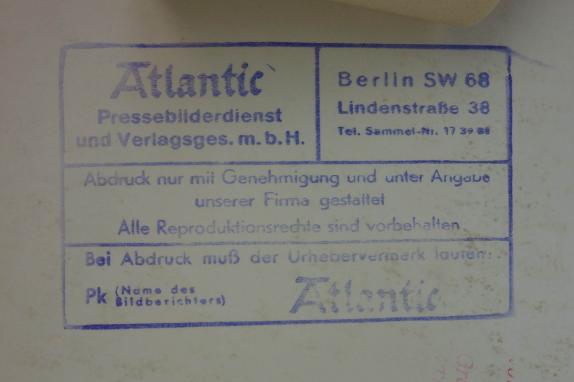 Atlantic
Pressebilderdienst
und Verlagsges. m. b. H.
Berlin SW 68
Lindenstraße 38
Tel. Sammel-Nr. 17 39
Abdruck nur mit Genehmigung und unter Angabe
unserer Firma gestattet
Alle Reproduktionsrechte sind vorbehalten
Bei Abdruck muß der Urhebervermerk lauten:
Pk (Name des
Bildberichters)
Atlantic